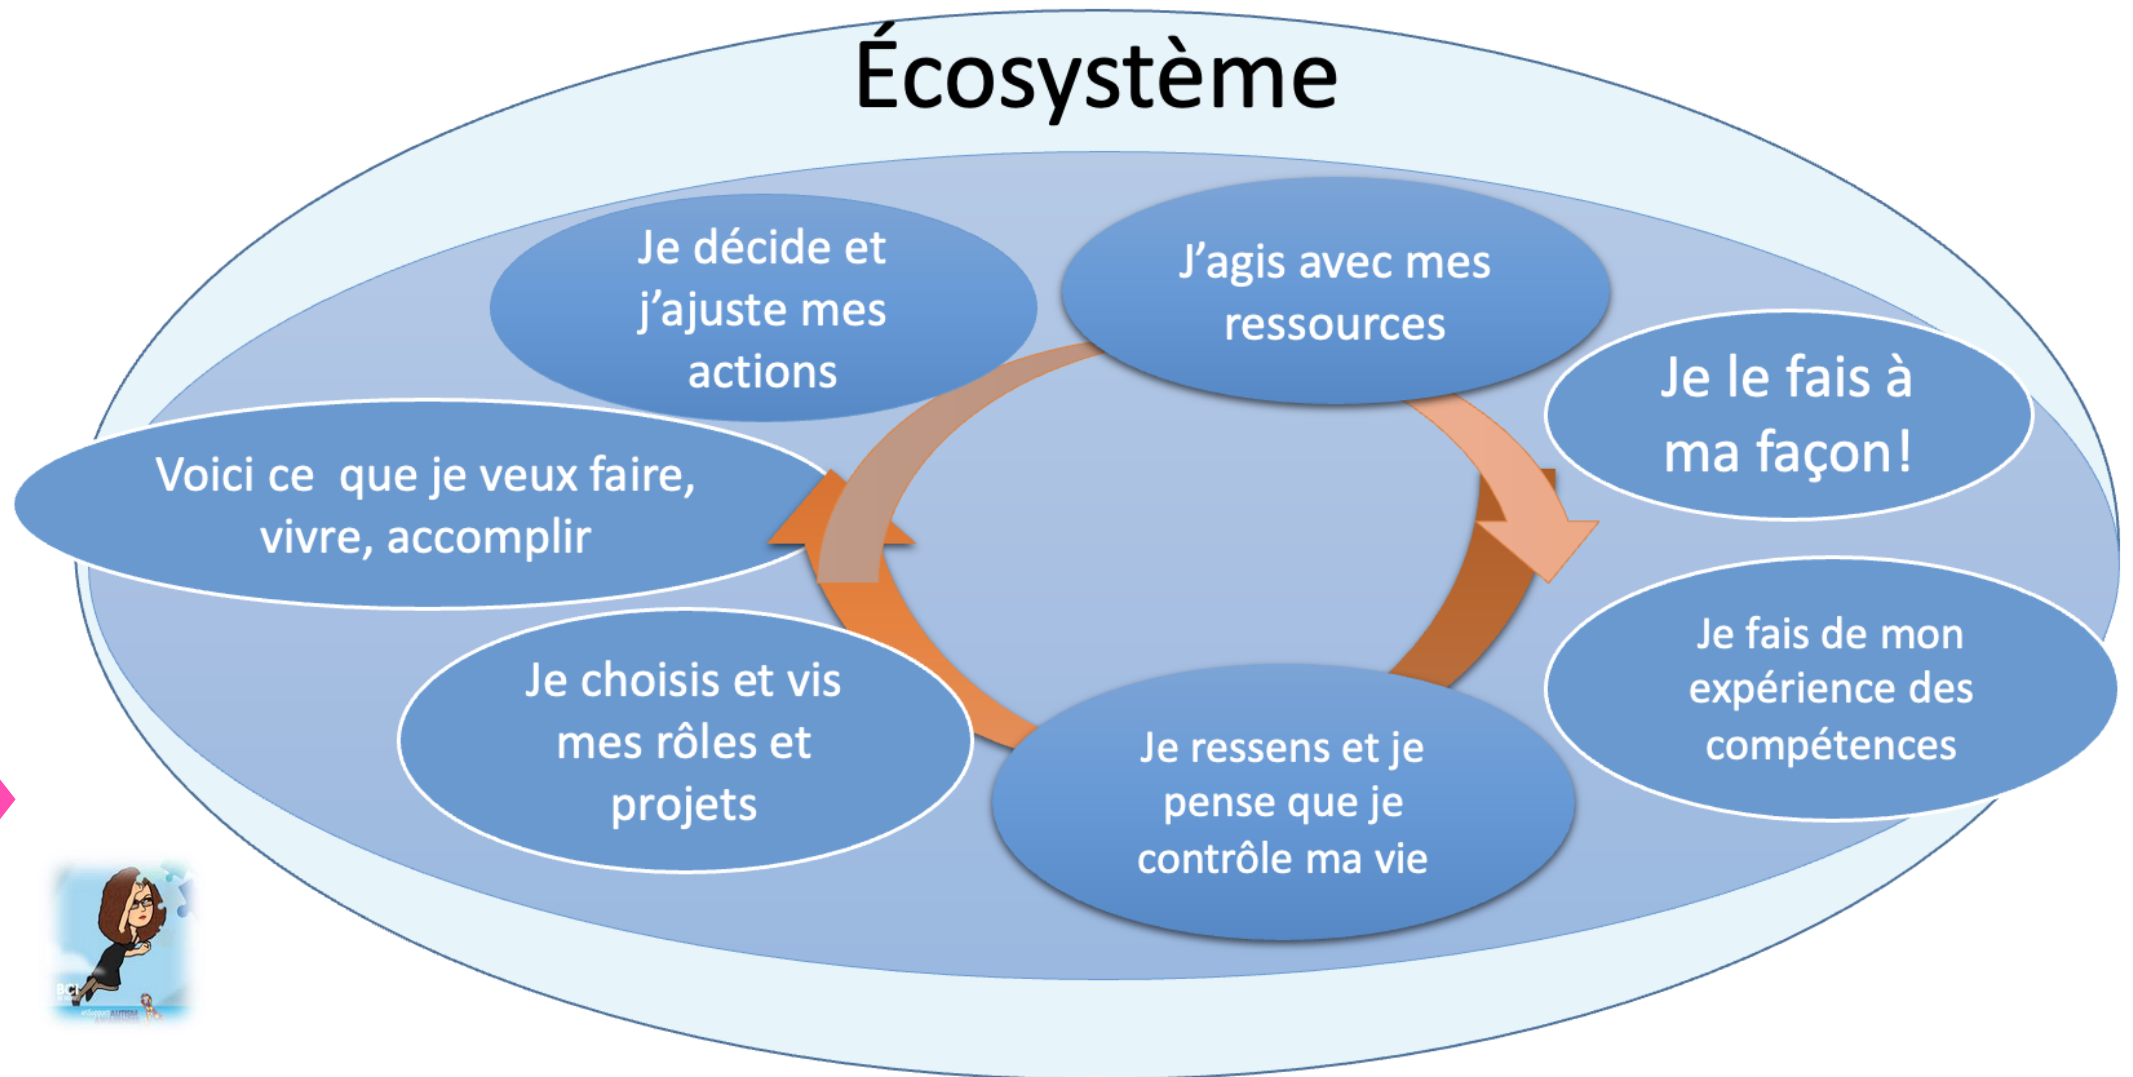 Écosystème
Je décide et
j’ajuste mes
actions
J’agis avec mes
ressources
Je le fais à
ma façon!
Voici ce que je veux faire,
vivre, accomplir
Je fais de mon
expérience des
compétences
Je choisis et vis
mes rôles et
projets
Je ressens et je
pense que je
contrôle ma vie
BCI
AUTISM